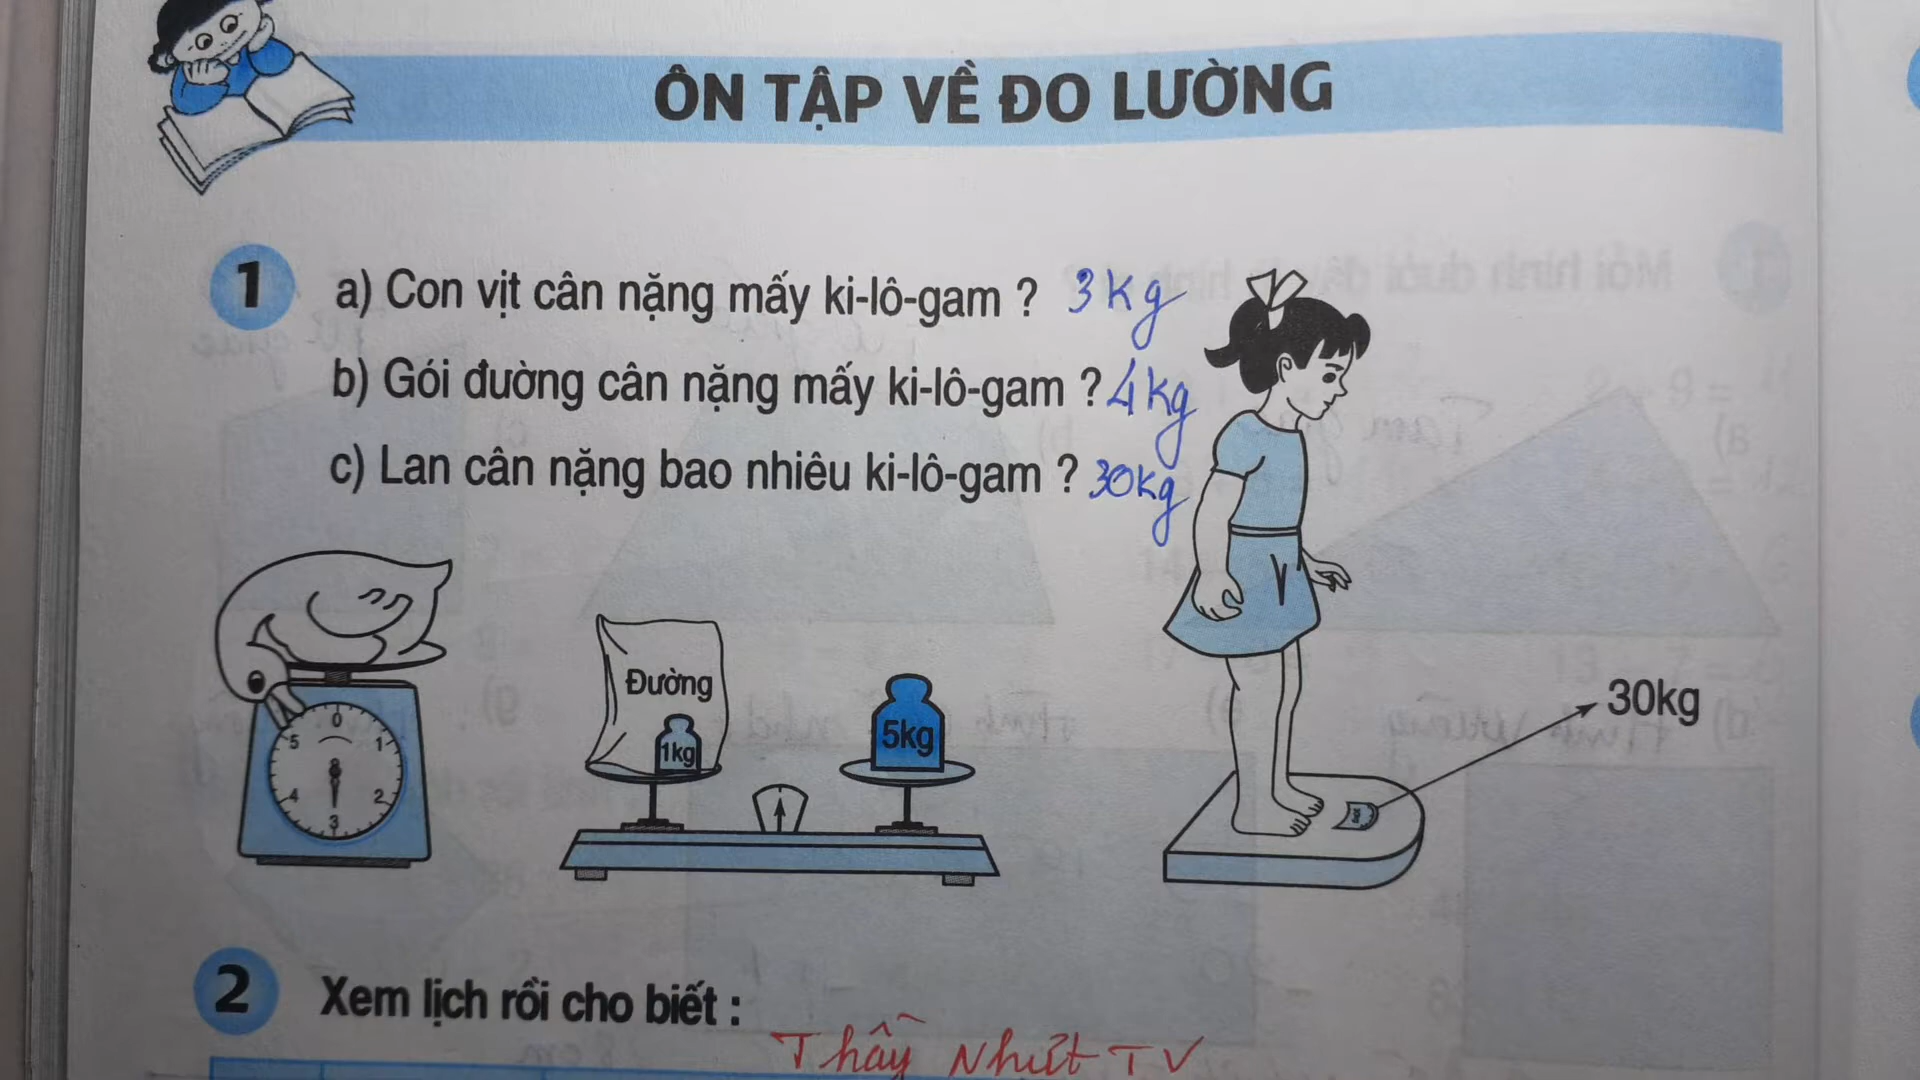 ÔN TẬP VỀ ĐO LƯỜNG
1 a) Con vịt cân nặng mấy ki-lô-gam ? 3kg
b) Gói đường cân nặng mấy ki-lô-gam ? 4kg
c) Lan cân nặng bao nhiêu ki-lô-gam ? 30kg
0
5 1
4 2
3
Đường
1kg
5kg
30kg
2 Xem lịch rồi cho biết :
Thầy Nhựt TV